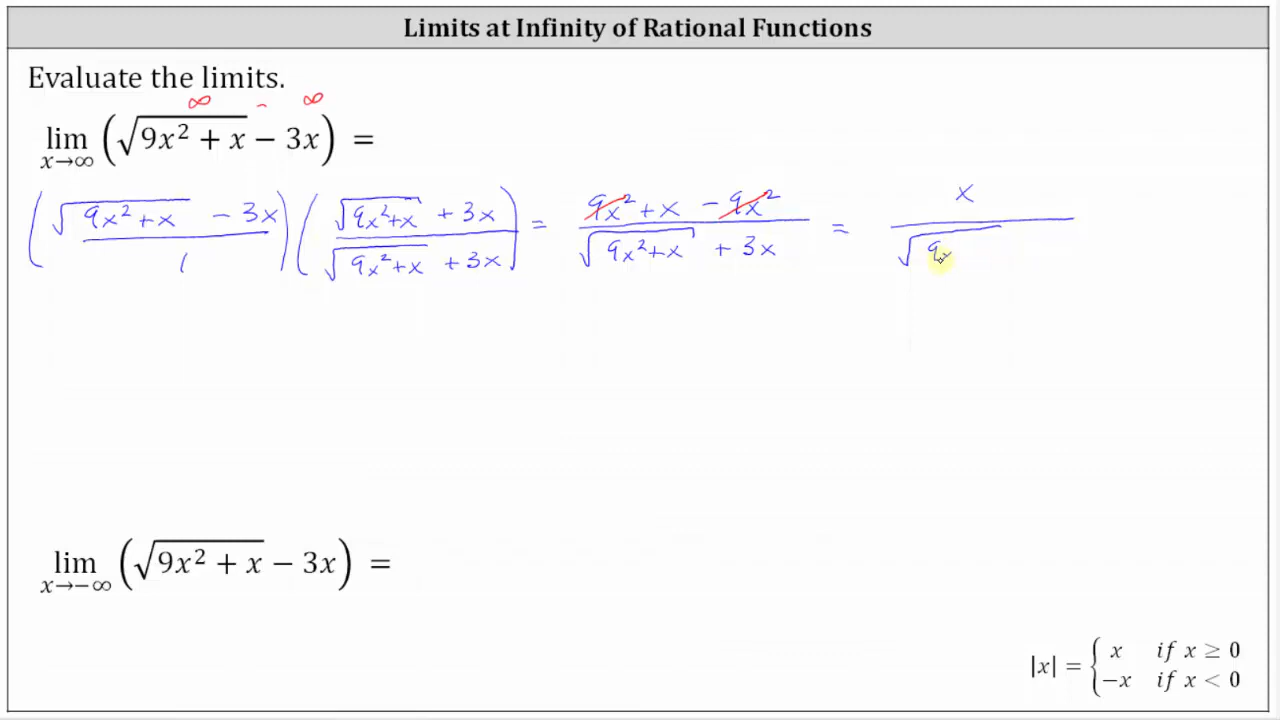 Limits at Infinity of Rational Functions
Evaluate the limits.
∞ - ∞
lim x→∞ (√(9x² + x) − 3x) =
((√(9x²+x) - 3x)/1) ((√(9x²+x) + 3x)/(√(9x²+x) + 3x)) = (9x²+x - 9x²)/(√(9x²+x) + 3x) = x/√(9x
lim x→−∞ (√(9x² + x) − 3x) =
|x| = { x if x ≥ 0
−x if x < 0